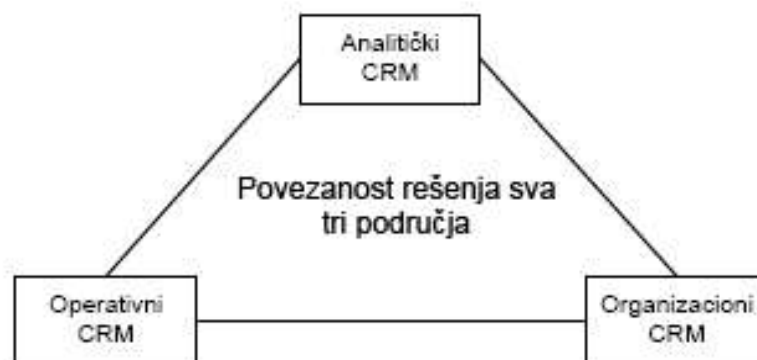 Analitički
CRM
Povezanost rešenja sva
tri područja
Operativni
CRM
Organizacioni
CRM